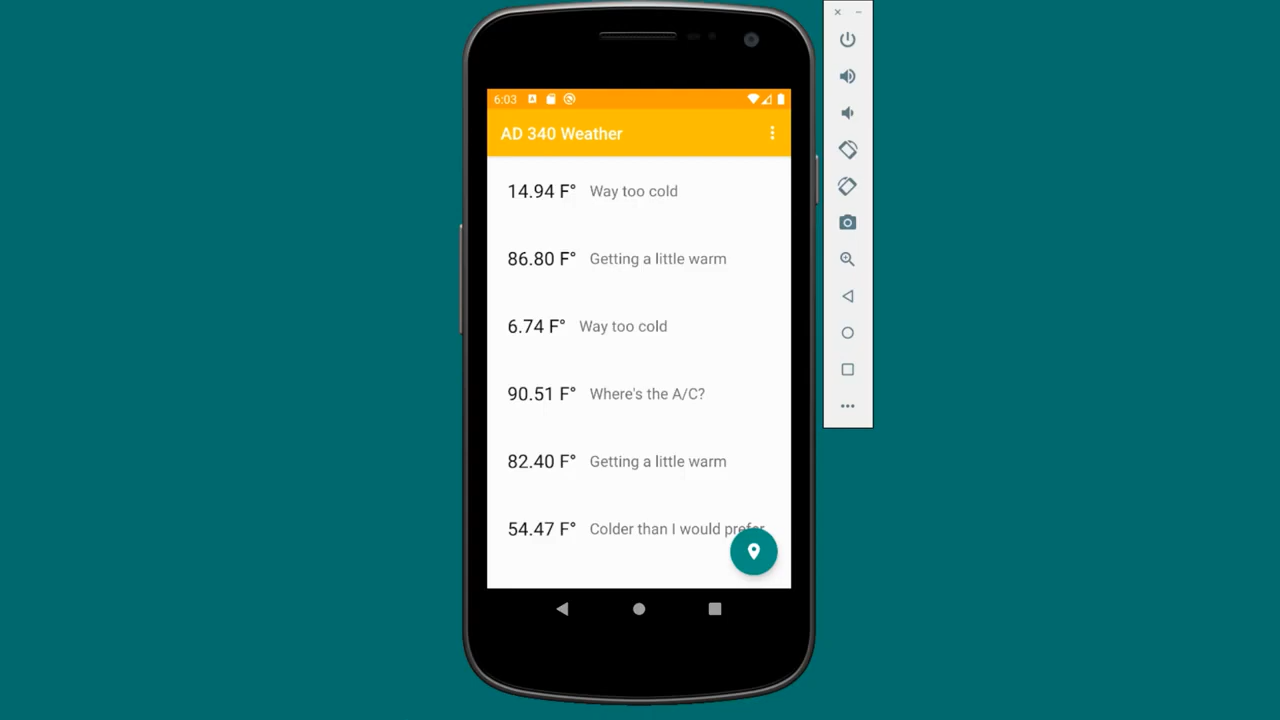 6:03
AD 340 Weather
14.94 F° Way too cold
86.80 F° Getting a little warm
6.74 F° Way too cold
90.51 F° Where's the A/C?
82.40 F° Getting a little warm
54.47 F° Colder than I would prefer